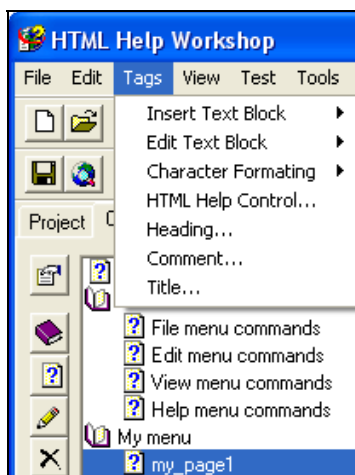 HTML Help Workshop
File Edit Tags View Test Tools
Insert Text Block
Edit Text Block
Character Formating
HTML Help Control...
Heading...
Comment...
Title...
Project
File menu commands
Edit menu commands
View menu commands
Help menu commands
My menu
my_page1